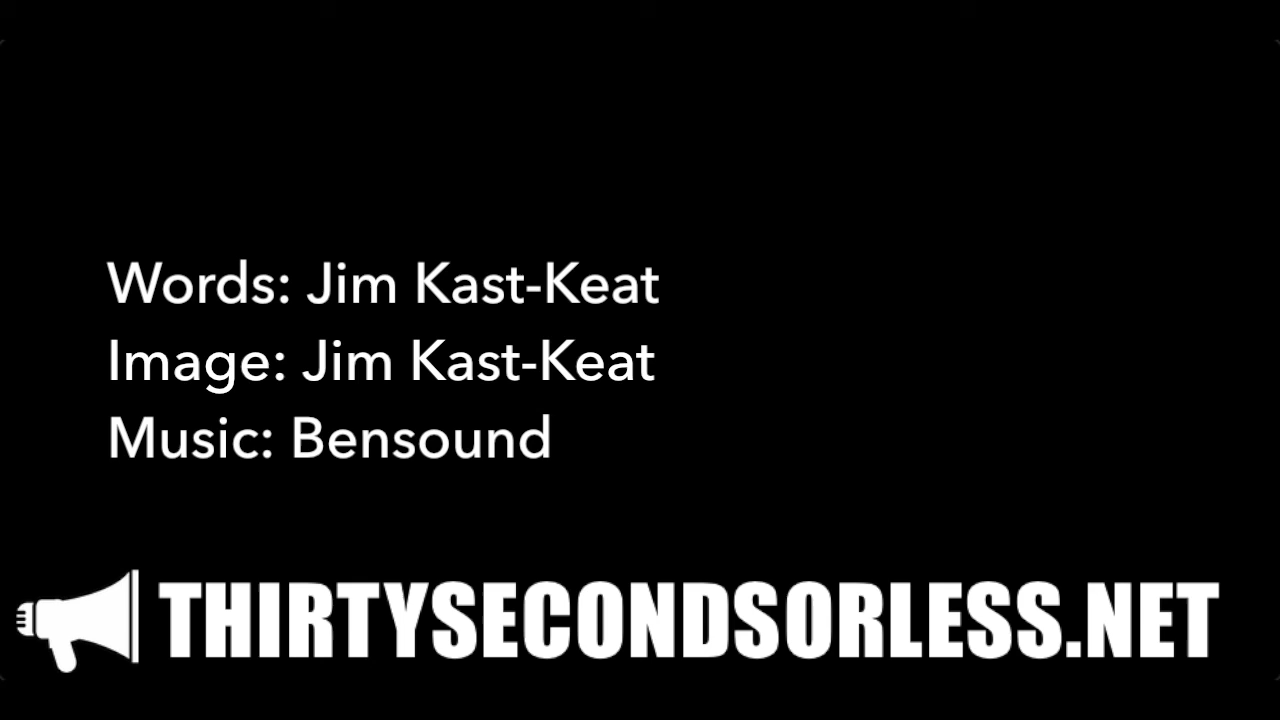 Words: Jim Kast-Keat
Image: Jim Kast-Keat
Music: Bensound
THIRTYSECONDSORLESS.NET